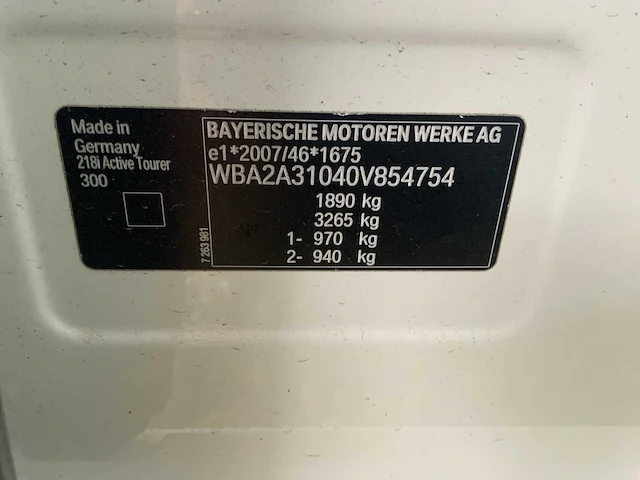 Made in
Germany
218i Active Tourer
300
7 263 981
BAYERISCHE MOTOREN WERKE AG
e1*2007/46*1675
WBA2A31040V854754
1890 kg
3265 kg
1- 970 kg
2- 940 kg